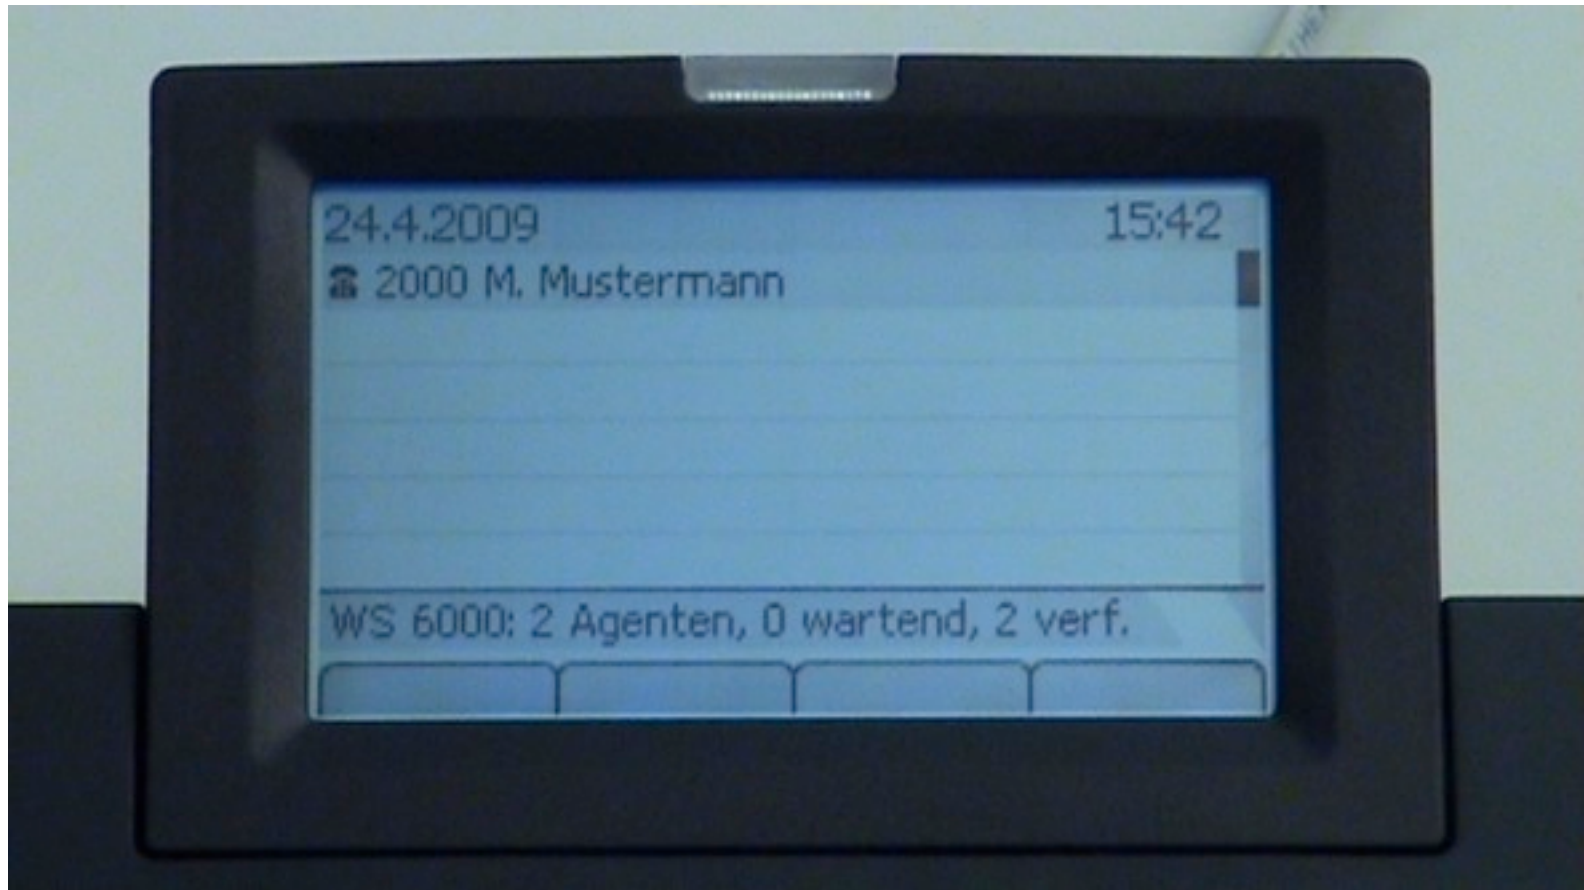 24.4.2009 15:42
2000 M. Mustermann
WS 6000: 2 Agenten, 0 wartend, 2 verf.